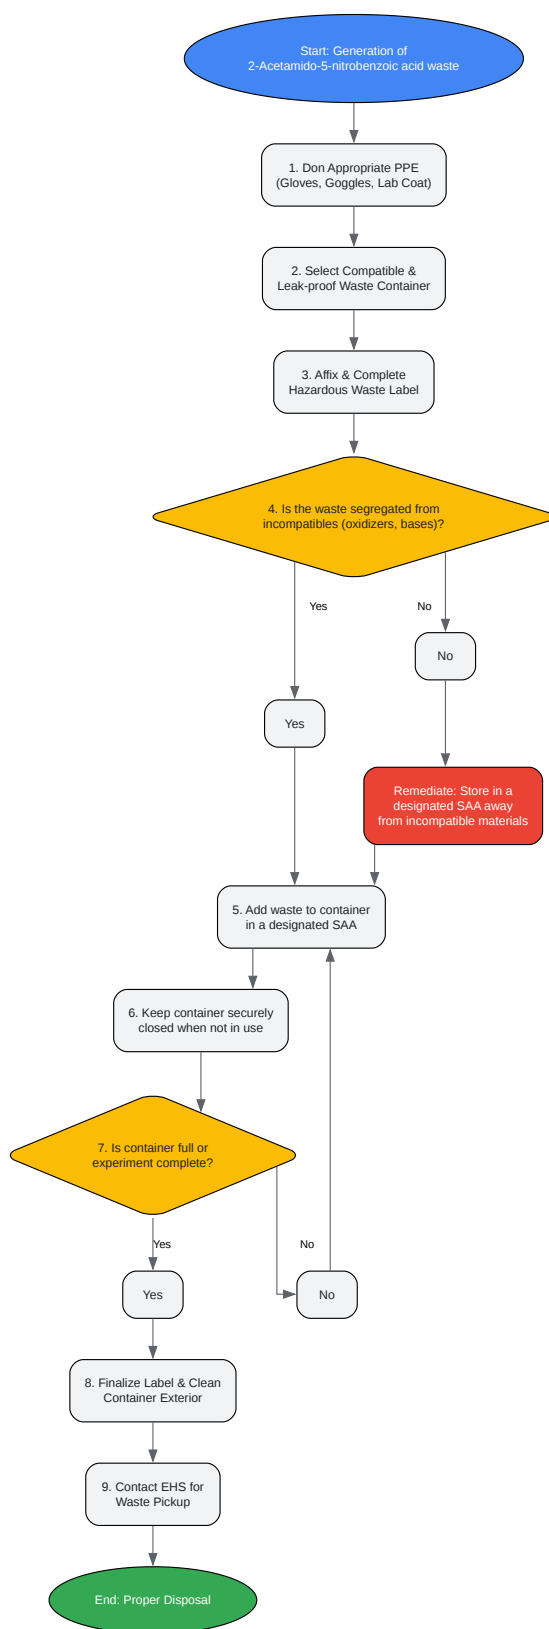 Start: Generation of
2-Acetamido-5-nitrobenzoic acid waste
1. Don Appropriate PPE
(Gloves, Goggles, Lab Coat)
2. Select Compatible &
Leak-proof Waste Container
3. Affix & Complete
Hazardous Waste Label
4. Is the waste segregated from
incompatibles (oxidizers, bases)?
Yes
No
No
Yes
Remediate: Store in a
designated SAA away
from incompatible materials
5. Add waste to container
in a designated SAA
6. Keep container securely
closed when not in use
7. Is container full or
experiment complete?
Yes
No
Yes
No
8. Finalize Label & Clean
Container Exterior
9. Contact EHS for
Waste Pickup
End: Proper Disposal